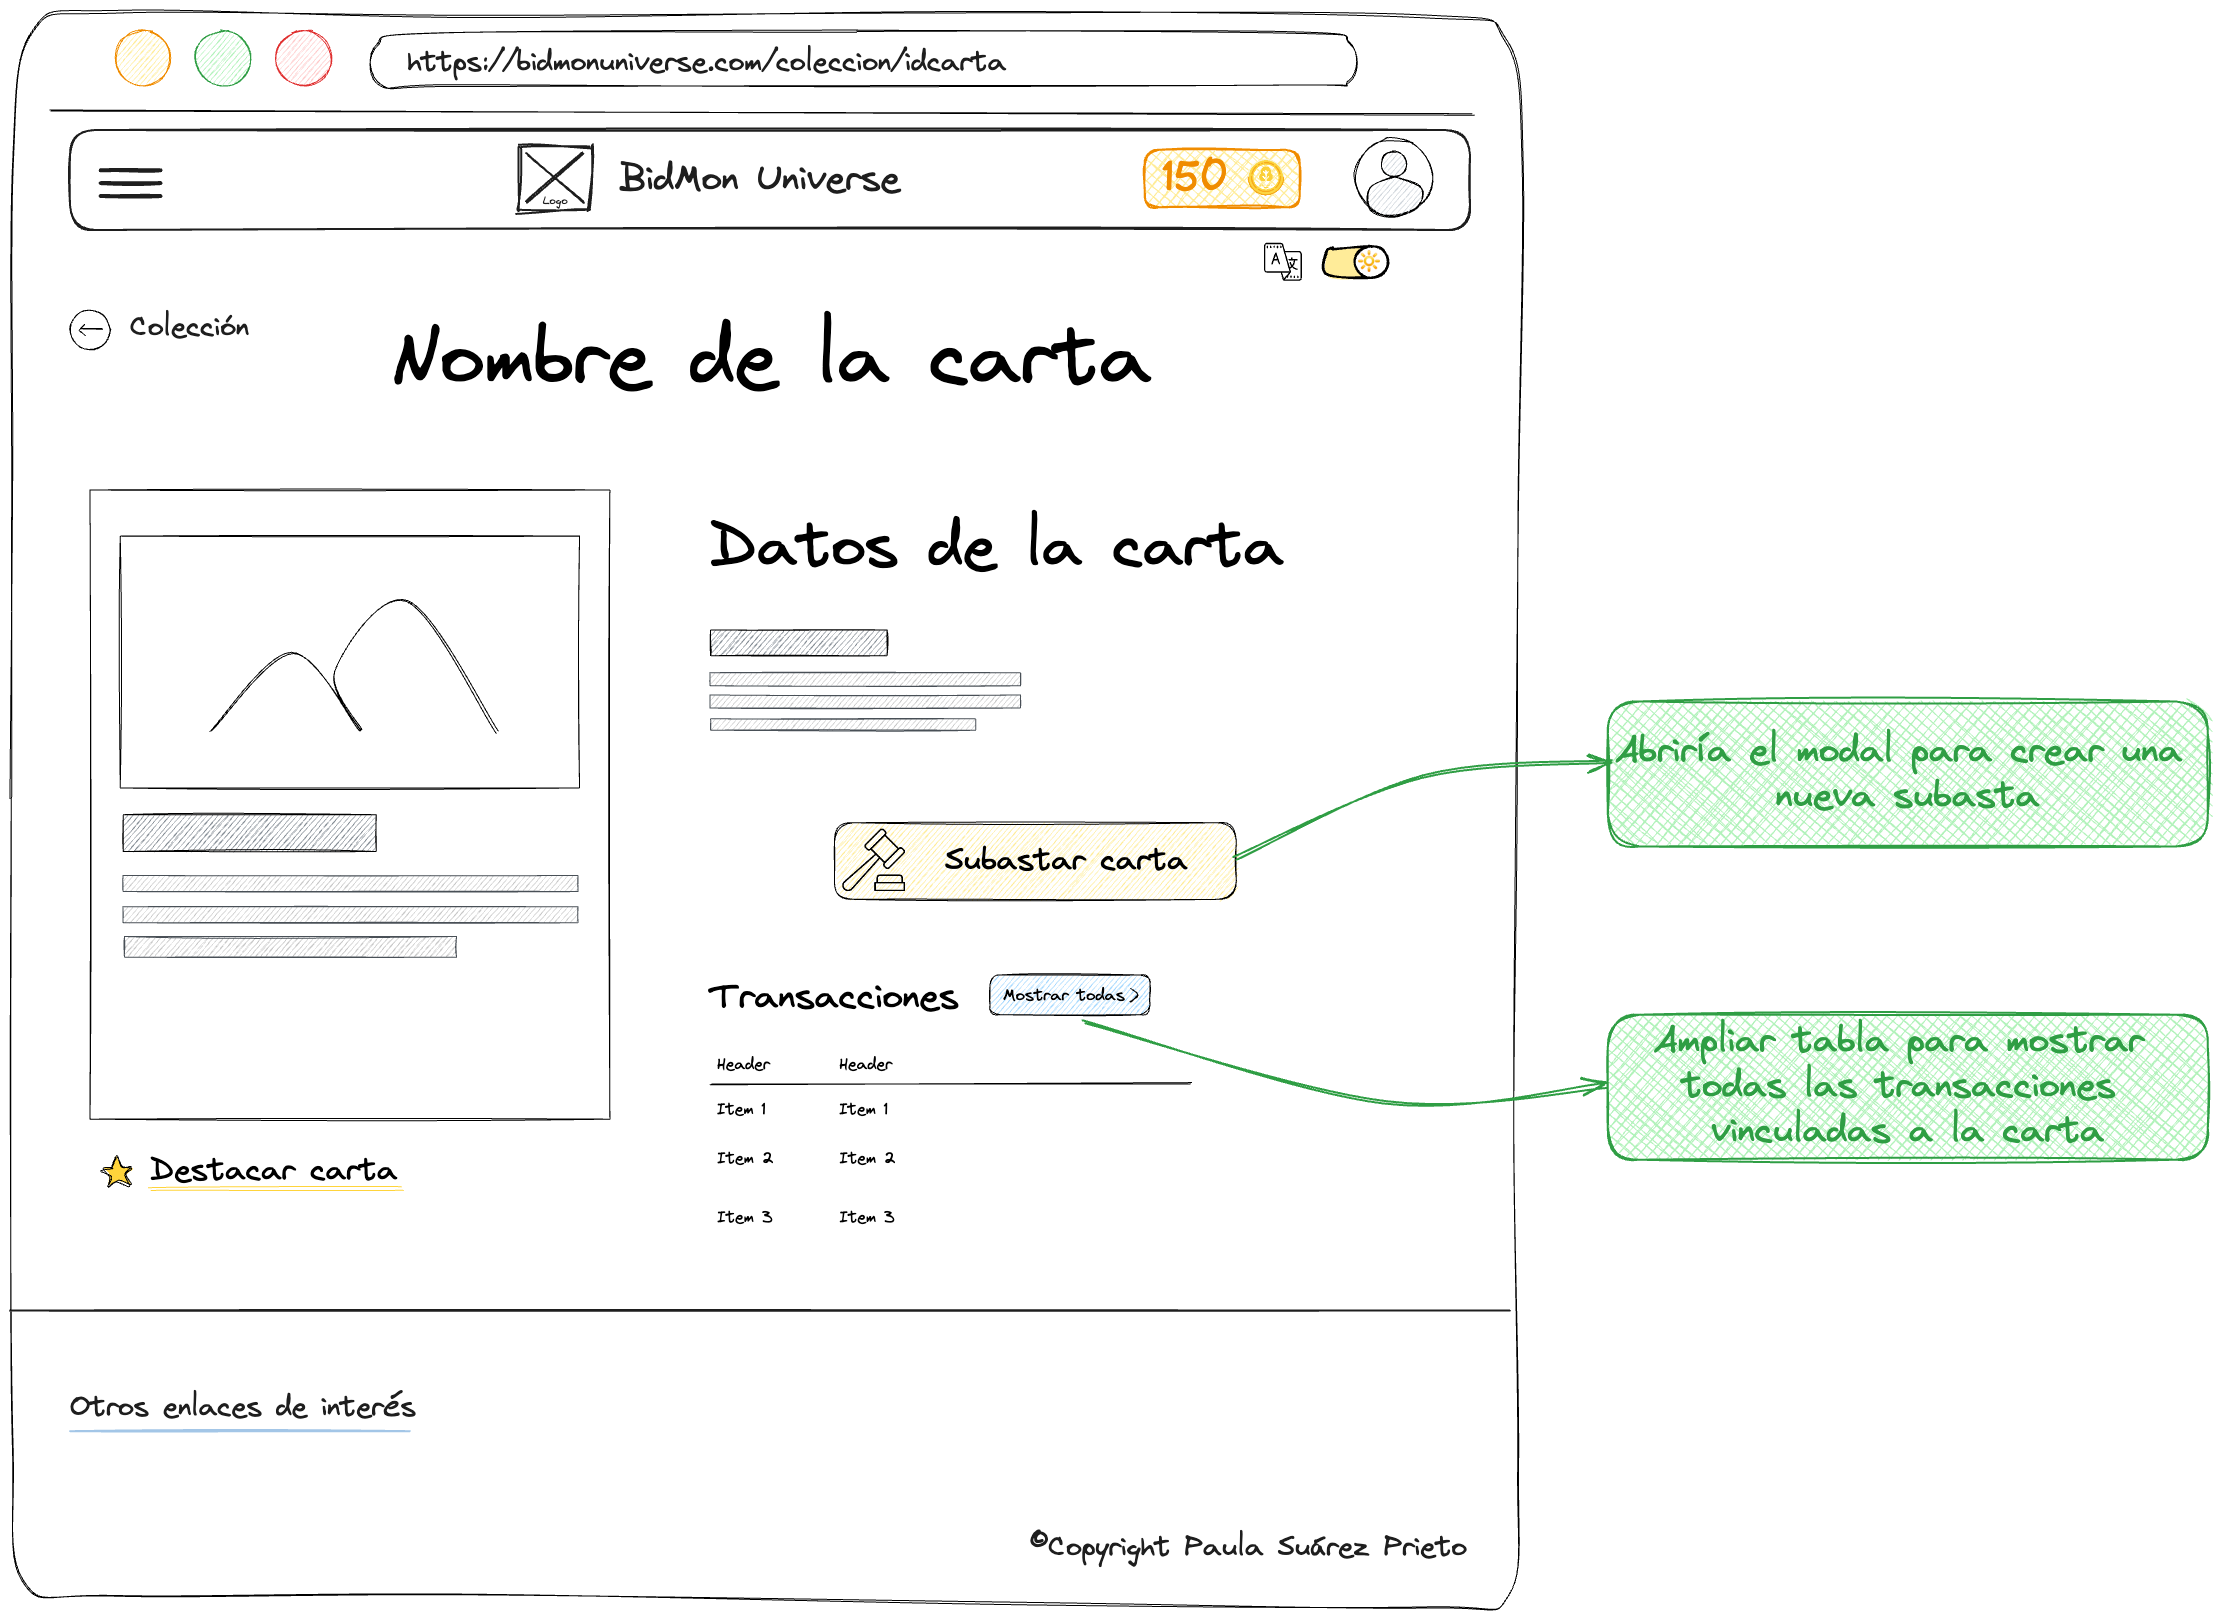 https://bidmonuniverse.com/coleccion/idcarta
Logo
BidMon Universe
150
A 文
Colección
Nombre de la carta
Datos de la carta
Abriría el modal para crear una
nueva subasta
Subastar carta
Transacciones
Mostrar todas >
Ampliar tabla para mostrar
todas las transacciones
vinculadas a la carta
Header Header
Item 1 Item 1
Item 2 Item 2
Item 3 Item 3
Destacar carta
Otros enlaces de interés
©Copyright Paula Suárez Prieto